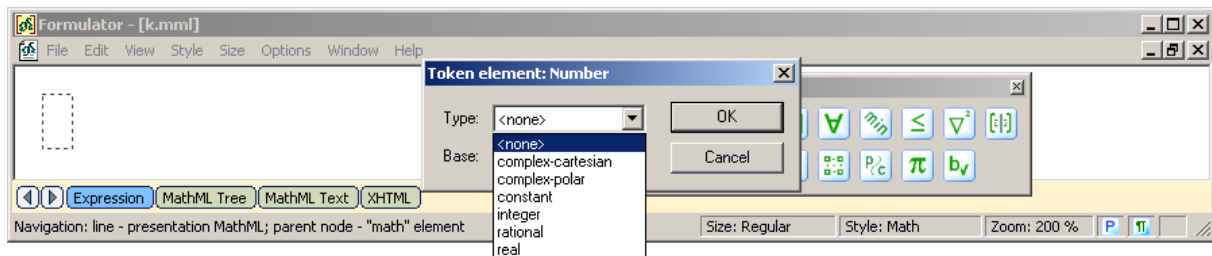 Formulator - [k.mml]
File Edit View Style Size Options Window Help
Token element: Number
Type: <none> OK
<none>
Base: Cancel
complex-cartesian
complex-polar
constant
integer
rational
real
Expression MathML Tree MathML Text XHTML
Navigation: line - presentation MathML; parent node - "math" element Size: Regular Style: Math Zoom: 200 % P ¶